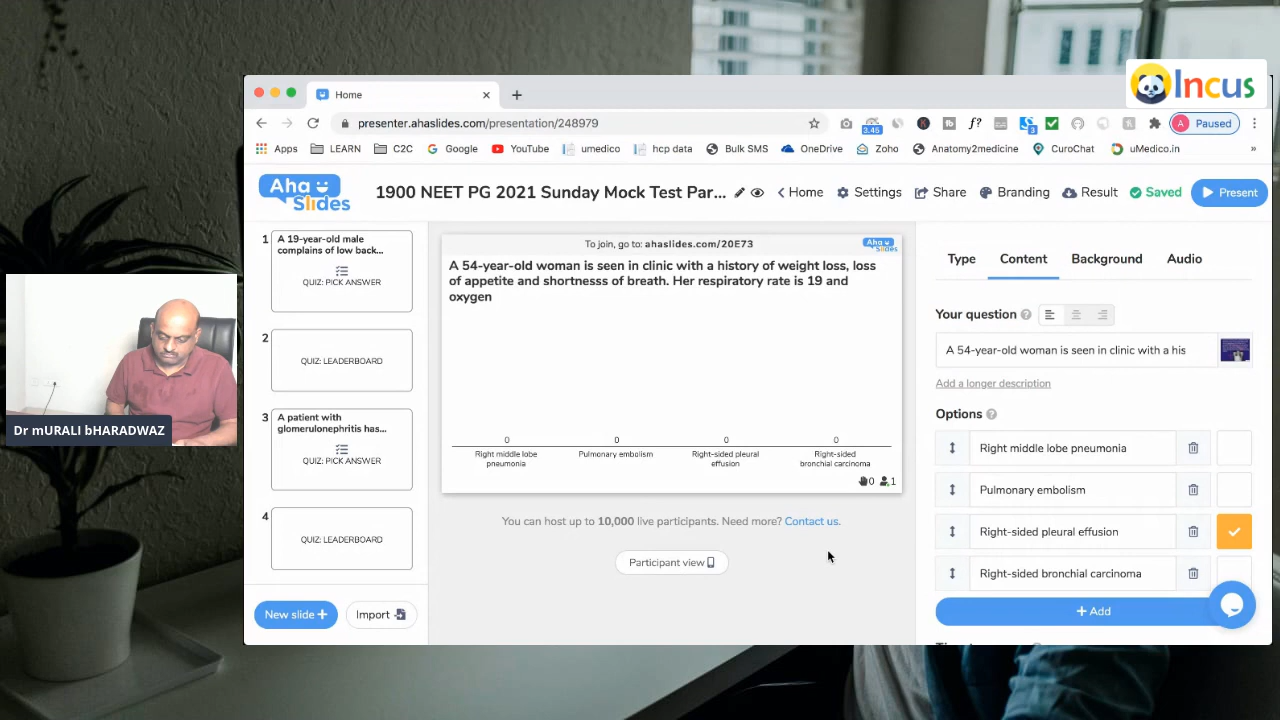 Incus
Home
presenter.ahaslides.com/presentation/248979
3.45
f?
3
A
Paused
Apps
LEARN
C2C
Google
YouTube
umedico
hcp data
Bulk SMS
OneDrive
Zoho
Anatomy2medicine
CuroChat
uMedico.in
»
Aha Slides
1900 NEET PG 2021 Sunday Mock Test Par...
Home
Settings
Share
Branding
Result
Saved
Present
1
A 19-year-old male
complains of low back...
QUIZ: PICK ANSWER
2
QUIZ: LEADERBOARD
3
A patient with
glomerulonephritis has...
QUIZ: PICK ANSWER
4
QUIZ: LEADERBOARD
New slide +
Import
To join, go to: ahaslides.com/20E73
Aha Slides
A 54-year-old woman is seen in clinic with a history of weight loss, loss
of appetite and shortnesss of breath. Her respiratory rate is 19 and
oxygen
0 0 0 0
Right middle lobe
pneumonia
Pulmonary embolism
Right-sided pleural
effusion
Right-sided
bronchial carcinoma
0 1
You can host up to 10,000 live participants. Need more? Contact us.
Participant view
Type
Content
Background
Audio
Your question
A 54-year-old woman is seen in clinic with a his
Add a longer description
Options
Right middle lobe pneumonia
Pulmonary embolism
Right-sided pleural effusion
Right-sided bronchial carcinoma
+ Add
Dr mURALI bHARADWAZ